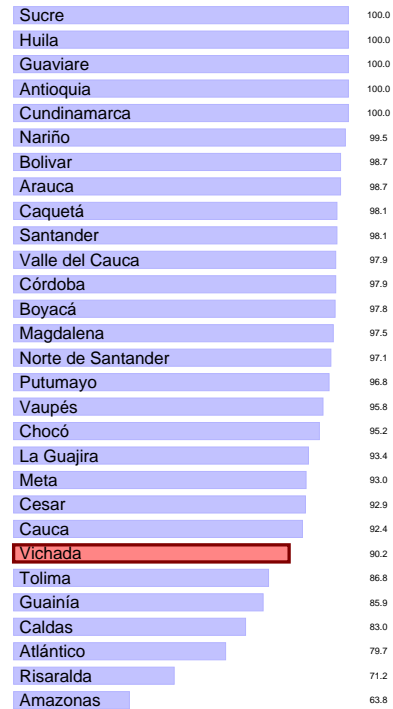 Sucre 100.0
Huila 100.0
Guaviare 100.0
Antioquia 100.0
Cundinamarca 100.0
Nariño 99.5
Bolivar 98.7
Arauca 98.7
Caquetá 98.1
Santander 98.1
Valle del Cauca 97.9
Córdoba 97.9
Boyacá 97.8
Magdalena 97.5
Norte de Santander 97.1
Putumayo 96.8
Vaupés 95.8
Chocó 95.2
La Guajira 93.4
Meta 93.0
Cesar 92.9
Cauca 92.4
Vichada 90.2
Tolima 86.8
Guainía 85.9
Caldas 83.0
Atlántico 79.7
Risaralda 71.2
Amazonas 63.8